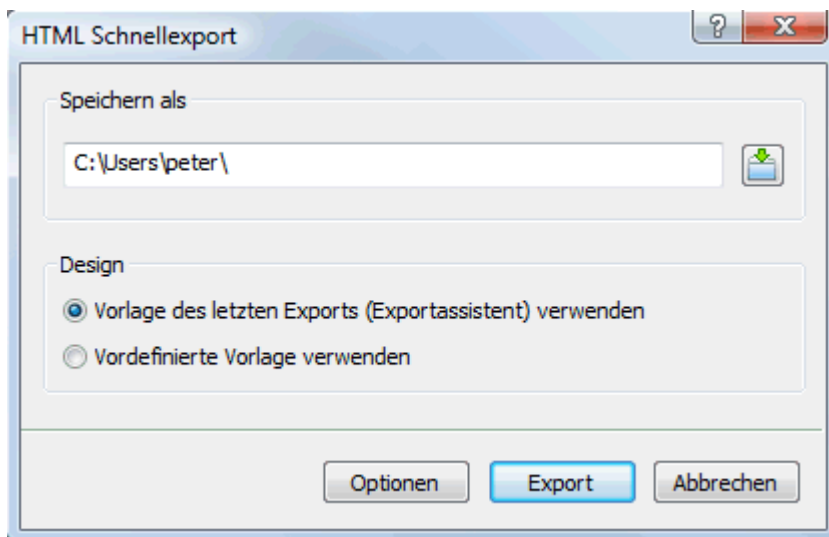 HTML Schnellexport
Speichern als
C:\Users\peter\
Design
Vorlage des letzten Exports (Exportassistent) verwenden
Vordefinierte Vorlage verwenden
Optionen Export Abbrechen